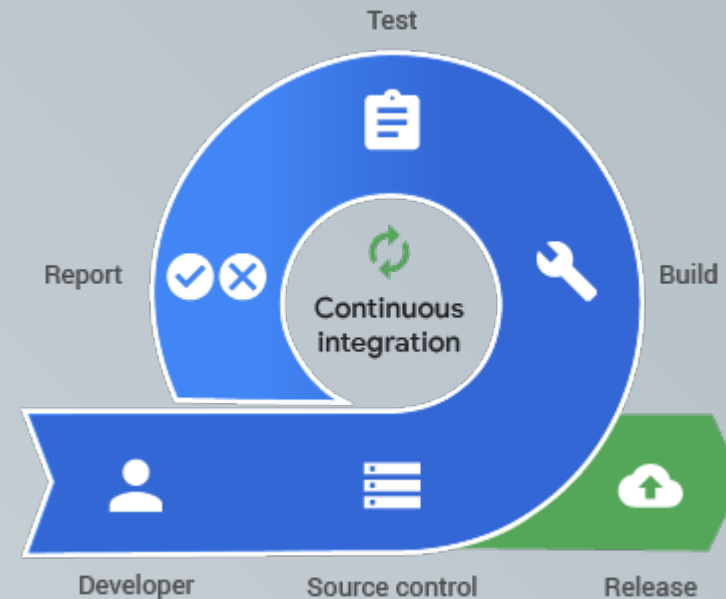 Test
Report
Continuous
integration
Build
Developer
Source control
Release